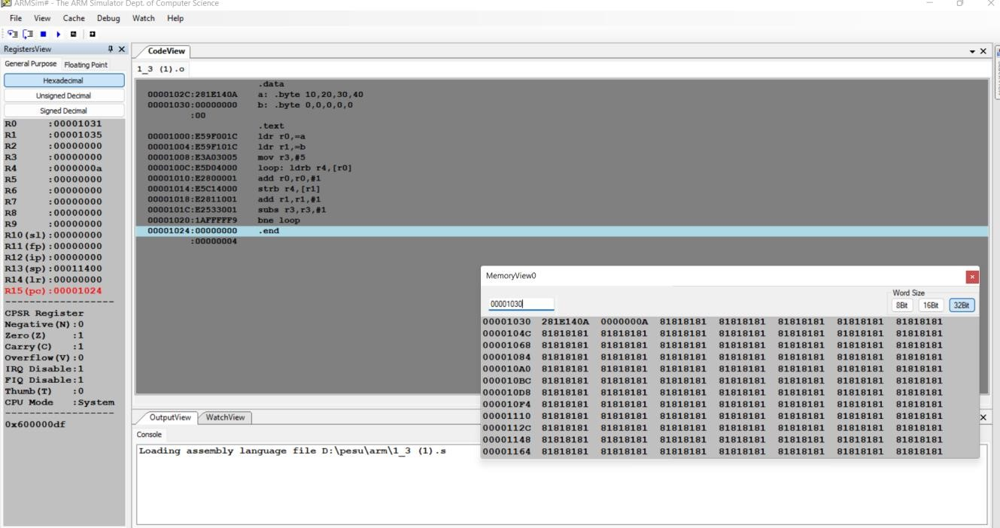 ARMSim# - The ARM Simulator Dept. of Computer Science
File View Cache Debug Watch Help
RegistersView
General Purpose Floating Point
Hexadecimal
Unsigned Decimal
Signed Decimal
R0 :00001031
R1 :00001035
R2 :00000000
R3 :00000000
R4 :0000000a
R5 :00000000
R6 :00000000
R7 :00000000
R8 :00000000
R9 :00000000
R10(sl):00000000
R11(fp):00000000
R12(ip):00000000
R13(sp):00011400
R14(lr):00000000
R15(pc):00001024
------------------
CPSR Register
Negative(N):0
Zero(Z) :1
Carry(C) :1
Overflow(V):0
IRQ Disable:1
FIQ Disable:1
Thumb(T) :0
CPU Mode :System
------------------
0x600000df
CodeView
1_3 (1).o
.data
0000102C:281E140A a: .byte 10,20,30,40
00001030:00000000 b: .byte 0,0,0,0,0
:00
.text
00001000:E59F001C ldr r0,=a
00001004:E59F101C ldr r1,=b
00001008:E3A03005 mov r3,#5
0000100C:E5D04000 loop: ldrb r4,[r0]
00001010:E2800001 add r0,r0,#1
00001014:E5C14000 strb r4,[r1]
00001018:E2811001 add r1,r1,#1
0000101C:E2533001 subs r3,r3,#1
00001020:1AFFFFF9 bne loop
00001024:00000000 .end
:00000004
MemoryView0
00001030
Word Size
8Bit 16Bit 32Bit
00001030 281E140A 0000000A 81818181 81818181 81818181 81818181 81818181
0000104C 81818181 81818181 81818181 81818181 81818181 81818181 81818181
00001068 81818181 81818181 81818181 81818181 81818181 81818181 81818181
00001084 81818181 81818181 81818181 81818181 81818181 81818181 81818181
000010A0 81818181 81818181 81818181 81818181 81818181 81818181 81818181
000010BC 81818181 81818181 81818181 81818181 81818181 81818181 81818181
000010D8 81818181 81818181 81818181 81818181 81818181 81818181 81818181
000010F4 81818181 81818181 81818181 81818181 81818181 81818181 81818181
00001110 81818181 81818181 81818181 81818181 81818181 81818181 81818181
0000112C 81818181 81818181 81818181 81818181 81818181 81818181 81818181
00001148 81818181 81818181 81818181 81818181 81818181 81818181 81818181
00001164 81818181 81818181 81818181 81818181 81818181 81818181 81818181
OutputView WatchView
Console
Loading assembly language file D:\pesu\arm\1_3 (1).s